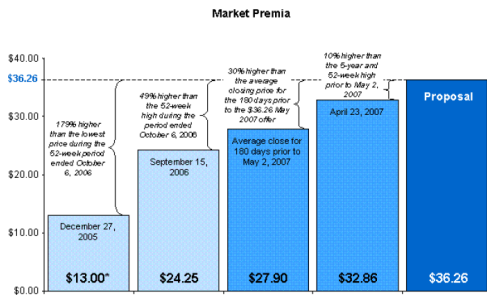 Market Premia
$40.00
$36.26
$30.00
$20.00
$10.00
$0.00
179% higher
than the lowest
price during the
52-week period
ended October
6, 2006
December 27,
2005
$13.00*
49% higher than
the 52-week
high during the
period ended
October 6, 2006
September 15,
2006
$24.25
30% higher than
the average
closing price for
the 180 days prior
to the $36.26 May
2007 offer
Average close for
180 days prior to
May 2, 2007
$27.90
10% higher than
the 5-year and
52-week high
prior to May 2,
2007
April 23, 2007
$32.86
Proposal
$36.26